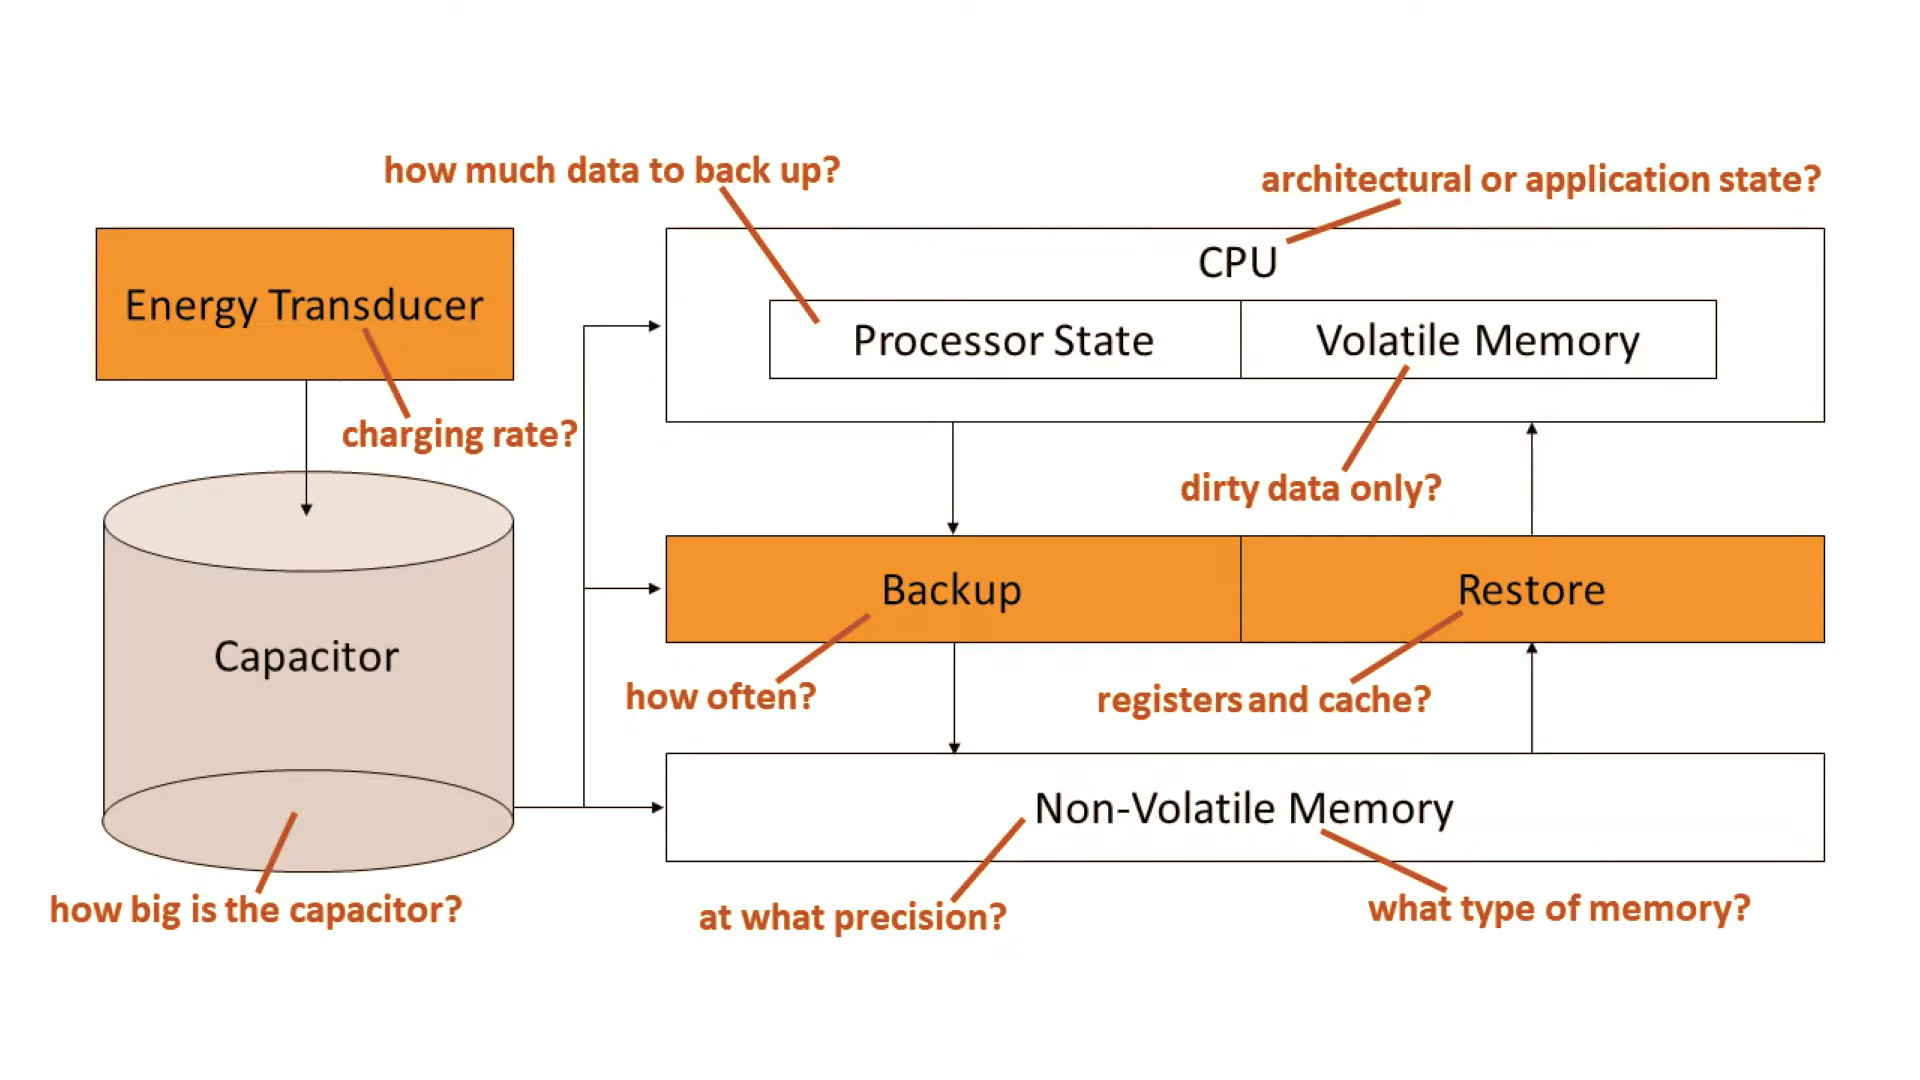 how much data to back up?
architectural or application state?
Energy Transducer
CPU
Processor State
Volatile Memory
charging rate?
dirty data only?
Backup
Restore
Capacitor
how often?
registers and cache?
Non-Volatile Memory
how big is the capacitor?
at what precision?
what type of memory?